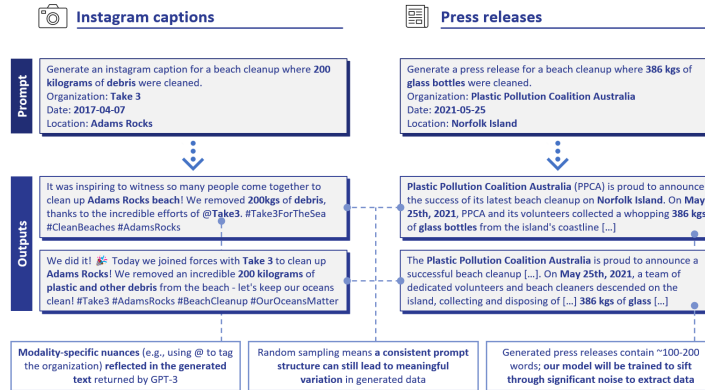 Instagram captions
Press releases
Prompt
Generate an instagram caption for a beach cleanup where 200
kilograms of debris were cleaned.
Organization: Take 3
Date: 2017-04-07
Location: Adams Rocks
Generate a press release for a beach cleanup where 386 kgs of
glass bottles were cleaned.
Organization: Plastic Pollution Coalition Australia
Date: 2021-05-25
Location: Norfolk Island
Outputs
It was inspiring to witness so many people come together to
clean up Adams Rocks beach! We removed 200kgs of debris,
thanks to the incredible efforts of @Take3. #Take3ForTheSea
#CleanBeaches #AdamsRocks
Plastic Pollution Coalition Australia (PPCA) is proud to announce
the success of its latest beach cleanup on Norfolk Island. On May
25th, 2021, PPCA and its volunteers collected a whopping 386 kgs
of glass bottles from the island's coastline [...]
We did it! 🎉 Today we joined forces with Take 3 to clean up
Adams Rocks! We removed an incredible 200 kilograms of
plastic and other debris from the beach - let's keep our oceans
clean! #Take3 #AdamsRocks #BeachCleanup #OurOceansMatter
The Plastic Pollution Coalition Australia is proud to announce a
successful beach cleanup [...]. On May 25th, 2021, a team of
dedicated volunteers and beach cleaners descended on the
island, collecting and disposing of [...] 386 kgs of glass [...]
Modality-specific nuances (e.g., using @ to tag
the organization) reflected in the generated
text returned by GPT-3
Random sampling means a consistent prompt
structure can still lead to meaningful
variation in generated data
Generated press releases contain ~100-200
words; our model will be trained to sift
through significant noise to extract data